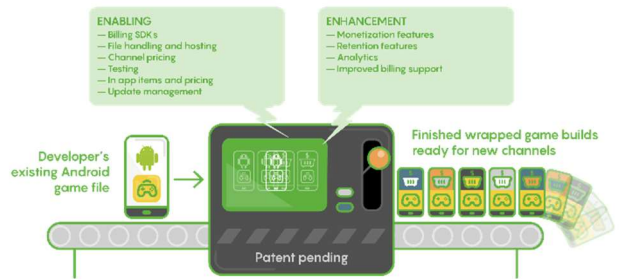 ENABLING
— Billing SDKs
— File handling and hosting
— Channel pricing
— Testing
— In app items and pricing
— Update management
ENHANCEMENT
— Monetization features
— Retention features
— Analytics
— Improved billing support
Developer's
existing Android
game file
Finished wrapped game builds
ready for new channels
Patent pending